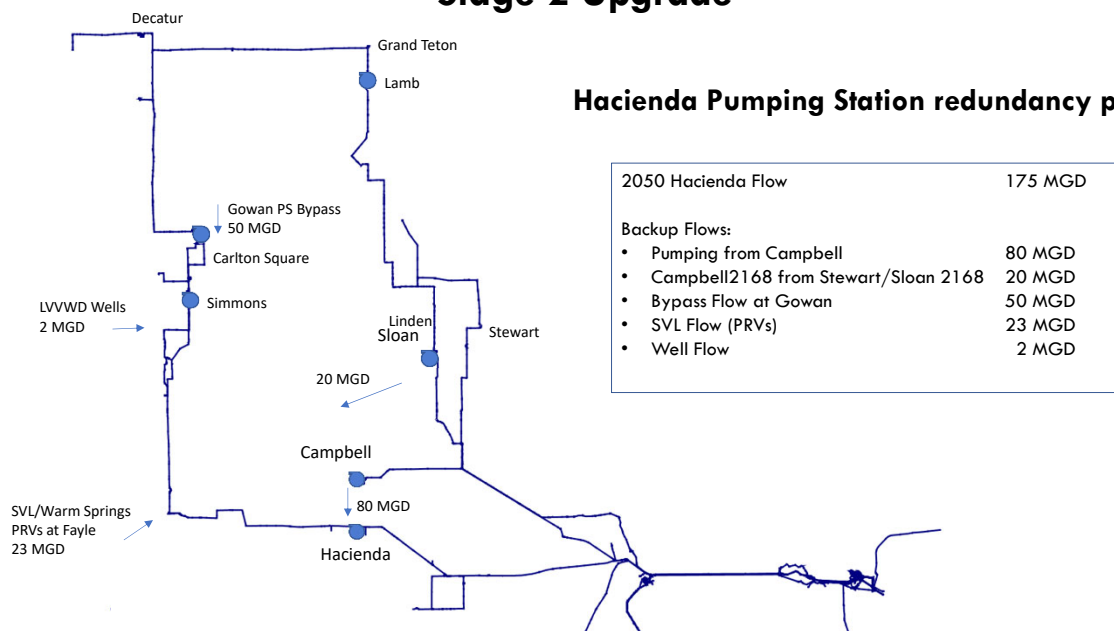 Stage 2 Upgrade
Decatur
Grand Teton
Lamb
Hacienda Pumping Station redundancy p
2050 Hacienda Flow 175 MGD
Backup Flows:
• Pumping from Campbell 80 MGD
• Campbell2168 from Stewart/Sloan 2168 20 MGD
• Bypass Flow at Gowan 50 MGD
• SVL Flow (PRVs) 23 MGD
• Well Flow 2 MGD
Gowan PS Bypass
50 MGD
Carlton Square
LVVWD Wells
2 MGD
Simmons
Linden
Sloan
Stewart
20 MGD
Campbell
80 MGD
SVL/Warm Springs
PRVs at Fayle
23 MGD
Hacienda